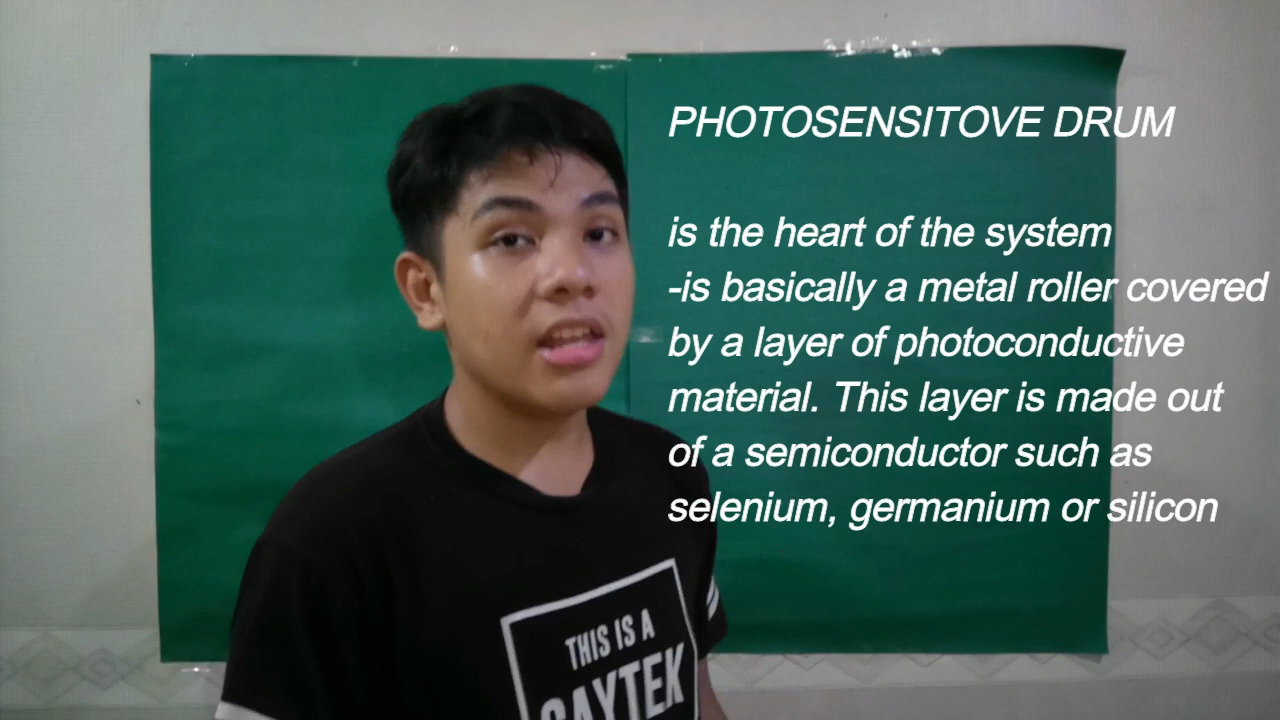 PHOTOSENSITOVE DRUM
is the heart of the system
-is basically a metal roller covered
by a layer of photoconductive
material. This layer is made out
of a semiconductor such as
selenium, germanium or silicon
THIS IS A
GAYTEK